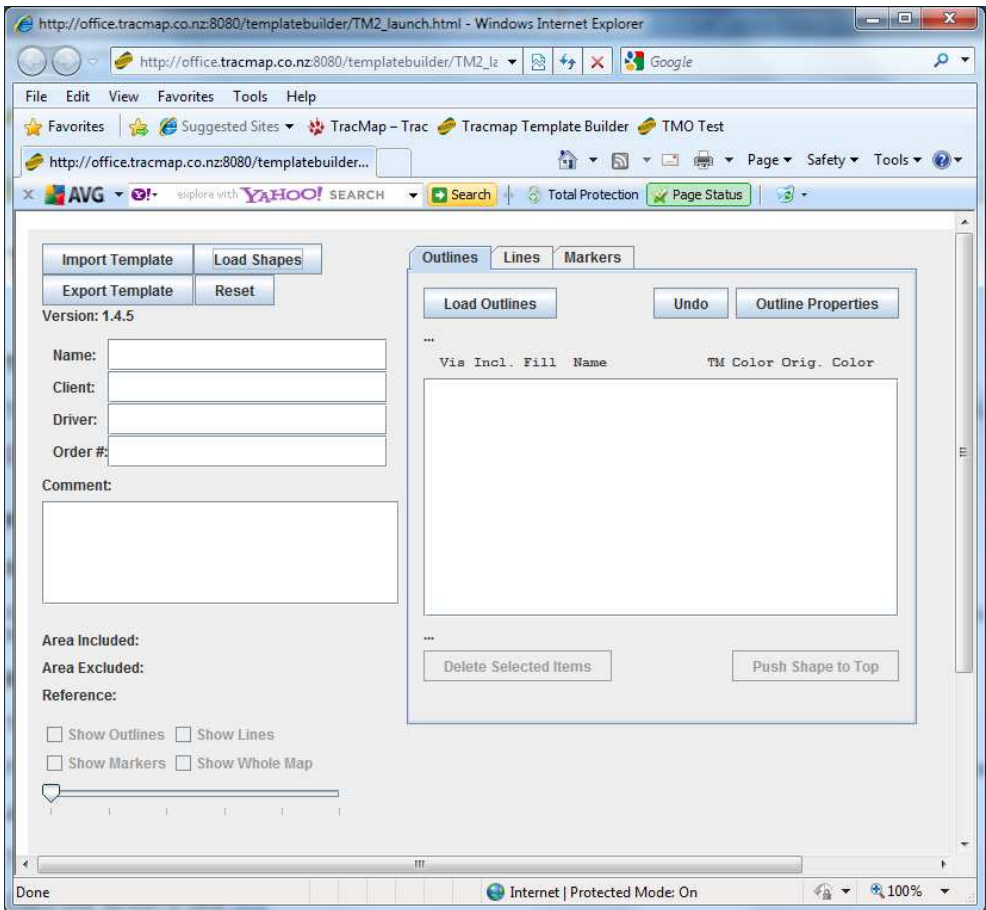 http://office.tracmap.co.nz:8080/templatebuilder/TM2_launch.html - Windows Internet Explorer
http://office.tracmap.co.nz:8080/templatebuilder/TM2_la
Google
File Edit View Favorites Tools Help
Favorites Suggested Sites TracMap – Trac Tracmap Template Builder TMO Test
http://office.tracmap.co.nz:8080/templatebuilder... Page Safety Tools
AVG Y! explore with YAHOO! SEARCH Search Total Protection Page Status
Import Template Load Shapes
Export Template Reset
Version: 1.4.5
Name:
Client:
Driver:
Order #:
Comment:
Area Included:
Area Excluded:
Reference:
Show Outlines Show Lines
Show Markers Show Whole Map
Outlines Lines Markers
Load Outlines Undo Outline Properties
...
Vis Incl. Fill Name TM Color Orig. Color
...
Delete Selected Items Push Shape to Top
Done Internet | Protected Mode: On 100%